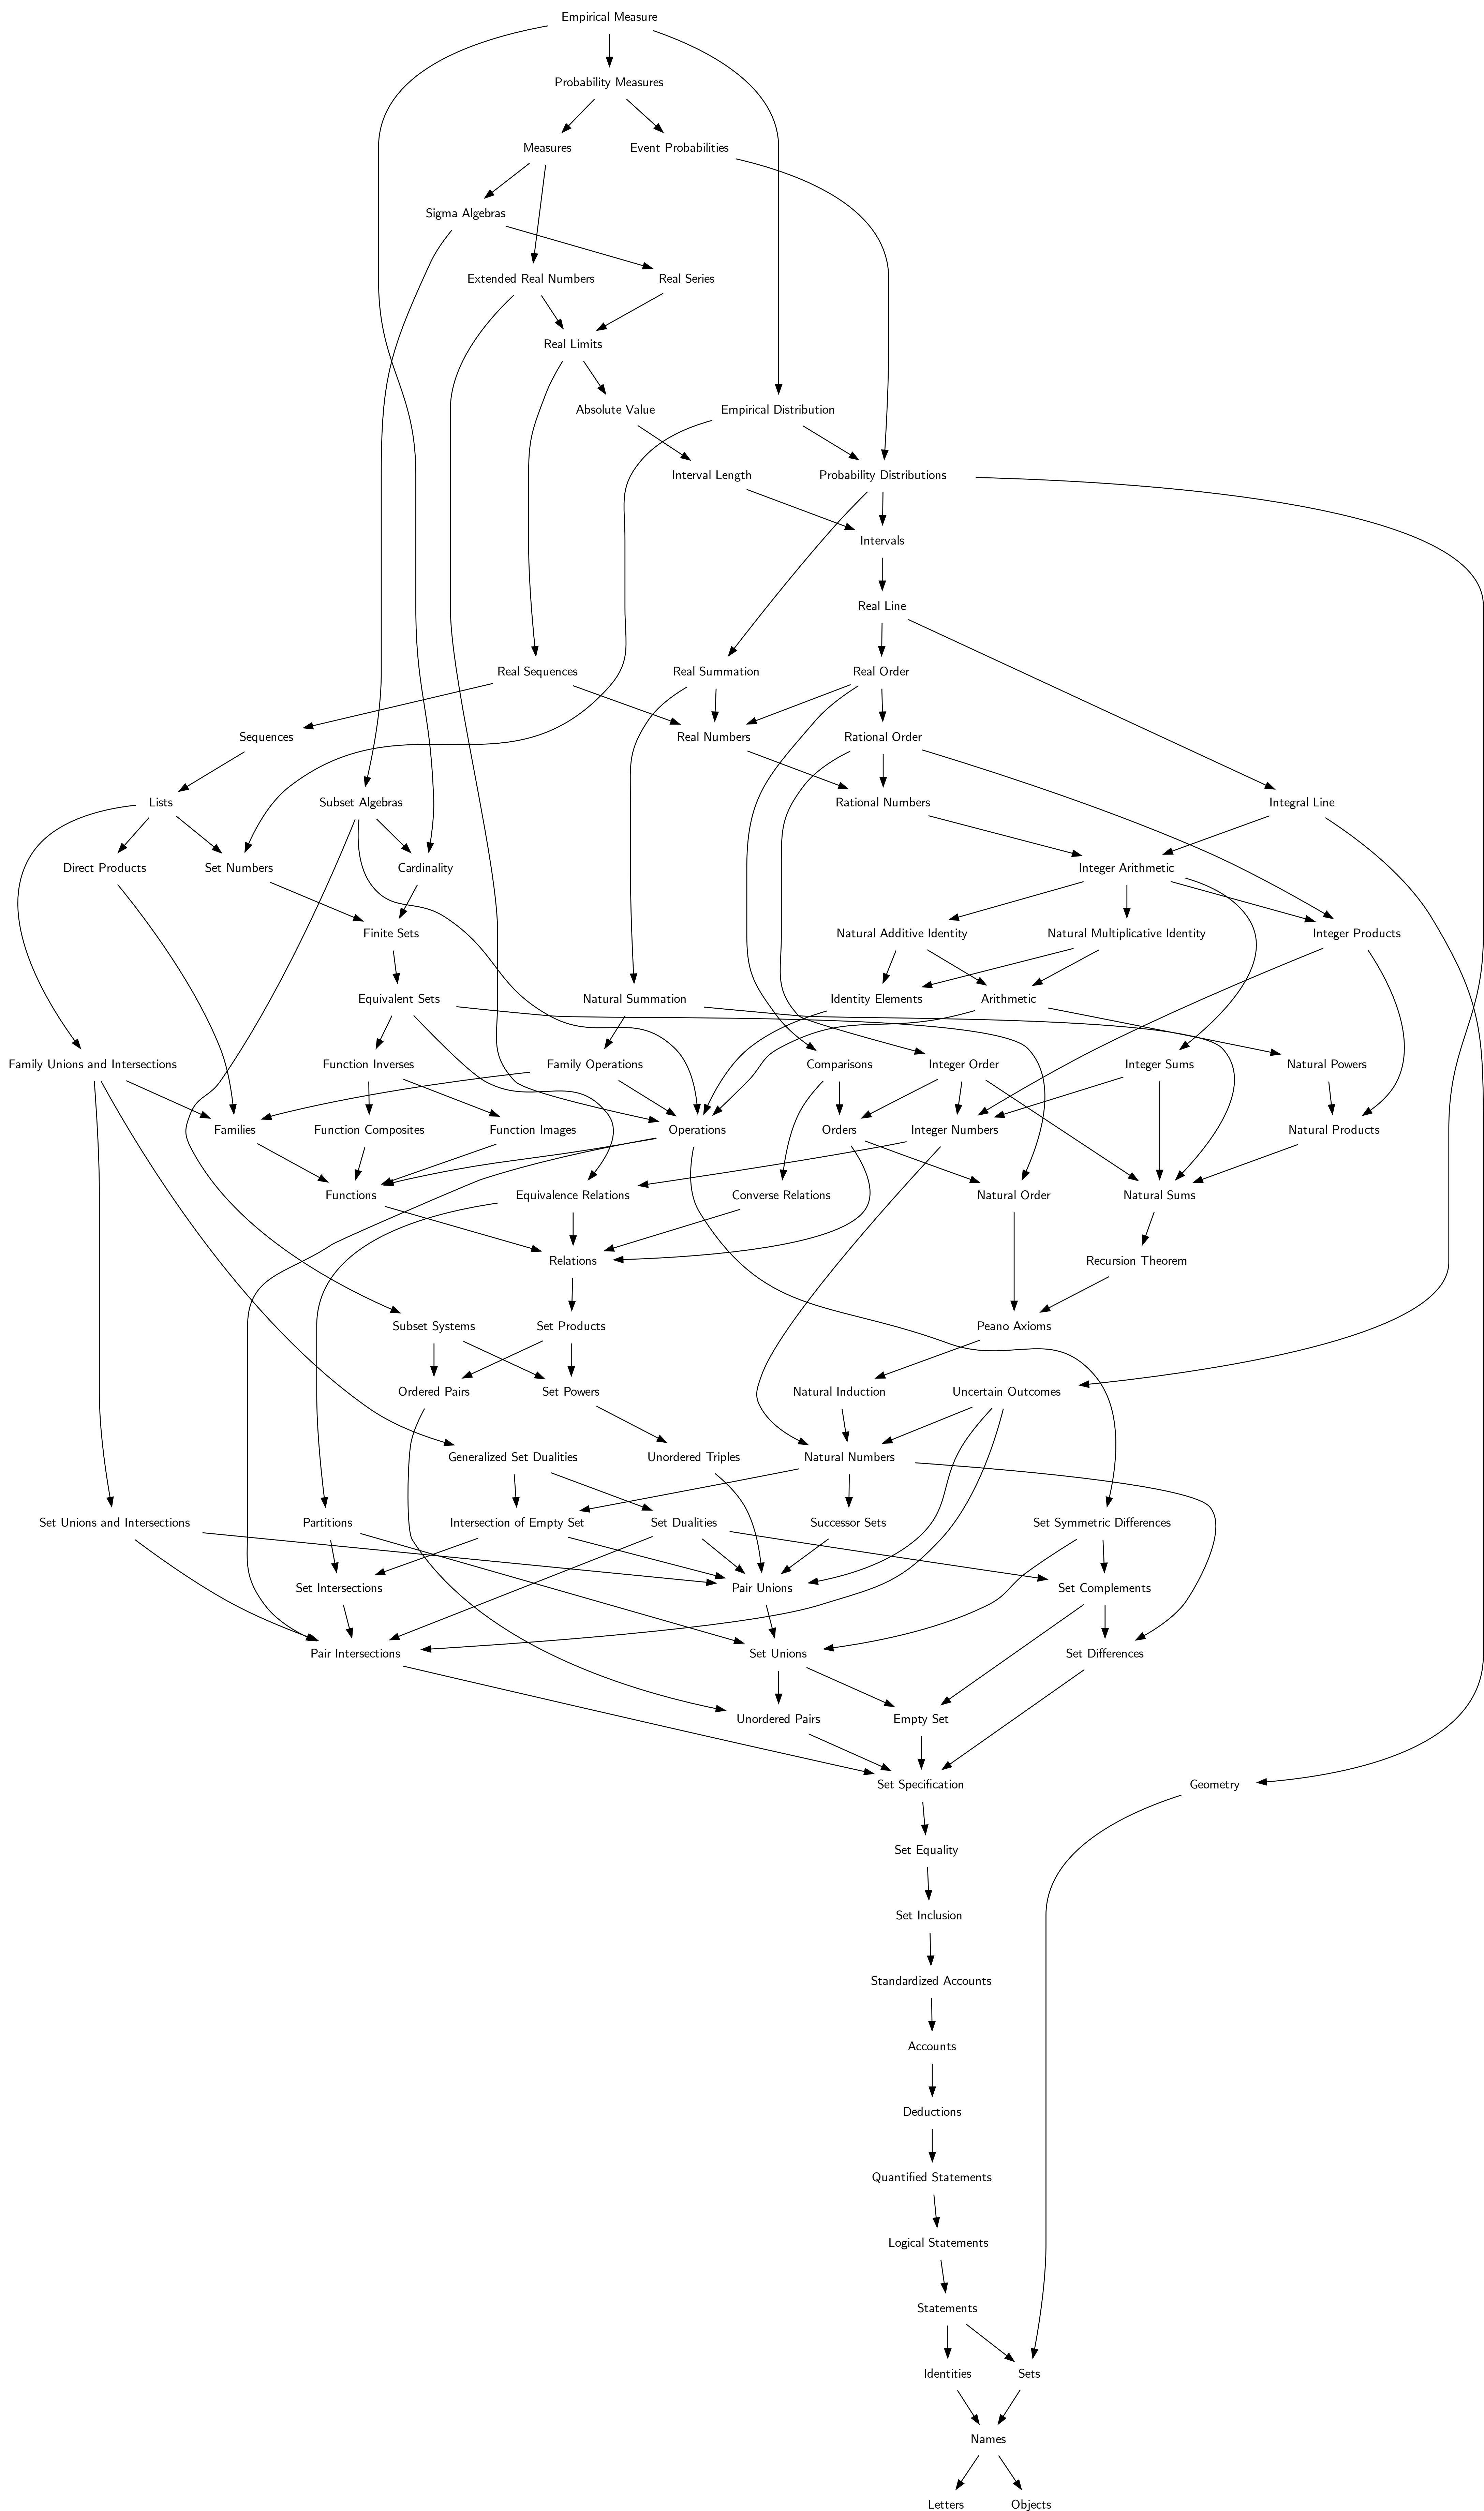 Empirical Measure
Probability Measures
Measures
Event Probabilities
Sigma Algebras
Extended Real Numbers
Real Series
Real Limits
Absolute Value
Empirical Distribution
Interval Length
Probability Distributions
Intervals
Real Line
Real Sequences
Real Summation
Real Order
Sequences
Real Numbers
Rational Order
Lists
Subset Algebras
Rational Numbers
Integral Line
Direct Products
Set Numbers
Cardinality
Integer Arithmetic
Finite Sets
Natural Additive Identity
Natural Multiplicative Identity
Integer Products
Equivalent Sets
Natural Summation
Identity Elements
Arithmetic
Family Unions and Intersections
Function Inverses
Family Operations
Comparisons
Integer Order
Integer Sums
Natural Powers
Families
Function Composites
Function Images
Operations
Orders
Integer Numbers
Natural Products
Functions
Equivalence Relations
Converse Relations
Natural Order
Natural Sums
Relations
Recursion Theorem
Subset Systems
Set Products
Peano Axioms
Ordered Pairs
Set Powers
Natural Induction
Uncertain Outcomes
Generalized Set Dualities
Unordered Triples
Natural Numbers
Set Unions and Intersections
Partitions
Intersection of Empty Set
Set Dualities
Successor Sets
Set Symmetric Differences
Set Intersections
Pair Unions
Set Complements
Pair Intersections
Set Unions
Set Differences
Unordered Pairs
Empty Set
Set Specification
Geometry
Set Equality
Set Inclusion
Standardized Accounts
Accounts
Deductions
Quantified Statements
Logical Statements
Statements
Identities
Sets
Names
Letters
Objects